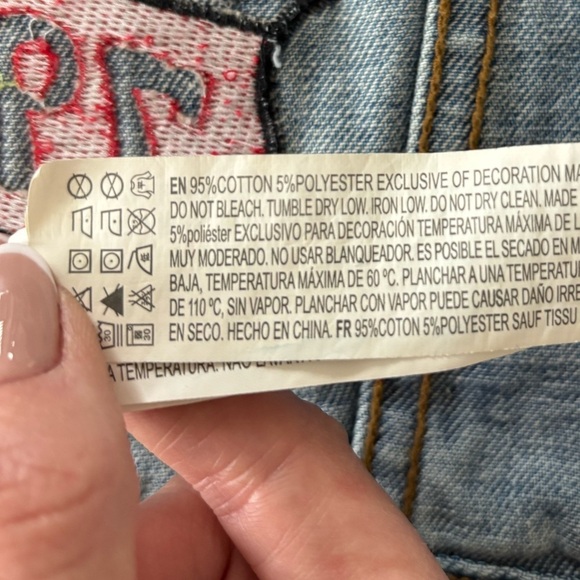 EN 95%COTTON 5%POLYESTER EXCLUSIVE OF DECORATION
DO NOT BLEACH. TUMBLE DRY LOW. IRON LOW. DO NOT DRY CLEAN. MADE
5%poliéster EXCLUSIVO PARA DECORACIÓN TEMPERATURA MÁXIMA DE
MUY MODERADO. NO USAR BLANQUEADOR. ES POSIBLE EL SECADO EN
BAJA, TEMPERATURA MÁXIMA DE 60 ºC. PLANCHAR A UNA
DE 110 ºC, SIN VAPOR. PLANCHAR CON VAPOR PUEDE CAUSAR DAÑO
EN SECO. HECHO EN CHINA. FR 95%COTON 5%POLYESTER SAUF TISSU
A TEMPERATURA.